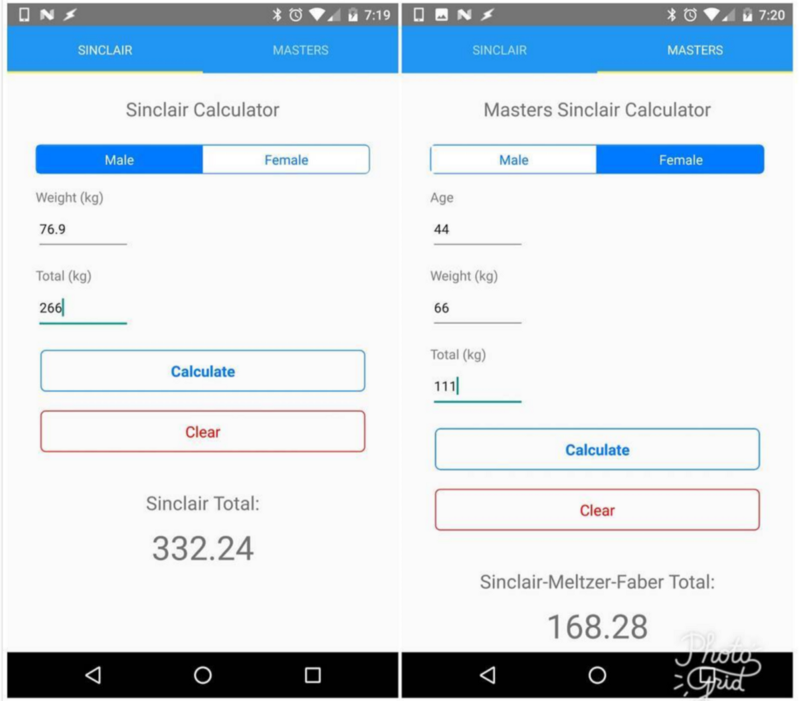 7:19
SINCLAIR MASTERS
Sinclair Calculator
Male Female
Weight (kg)
76.9
Total (kg)
266
Calculate
Clear
Sinclair Total:
332.24
7:20
SINCLAIR MASTERS
Masters Sinclair Calculator
Male Female
Age
44
Weight (kg)
66
Total (kg)
111
Calculate
Clear
Sinclair-Meltzer-Faber Total:
168.28
Photo
Grid